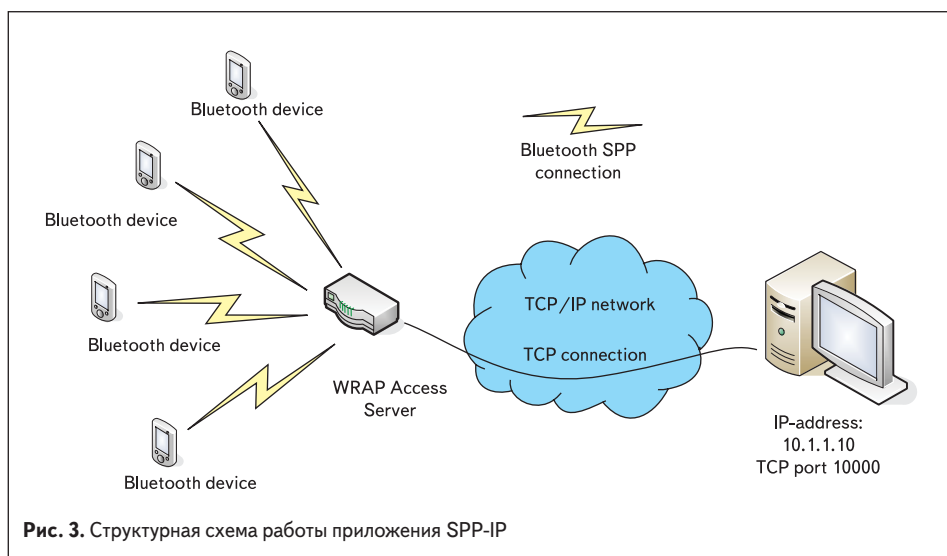 Bluetooth device
Bluetooth SPP
connection
Bluetooth device
TCP/IP network
Bluetooth device
TCP connection
WRAP Access
Server
IP-address:
10.1.1.10
TCP port 10000
Bluetooth device
Рис. 3. Структурная схема работы приложения SPP-IP